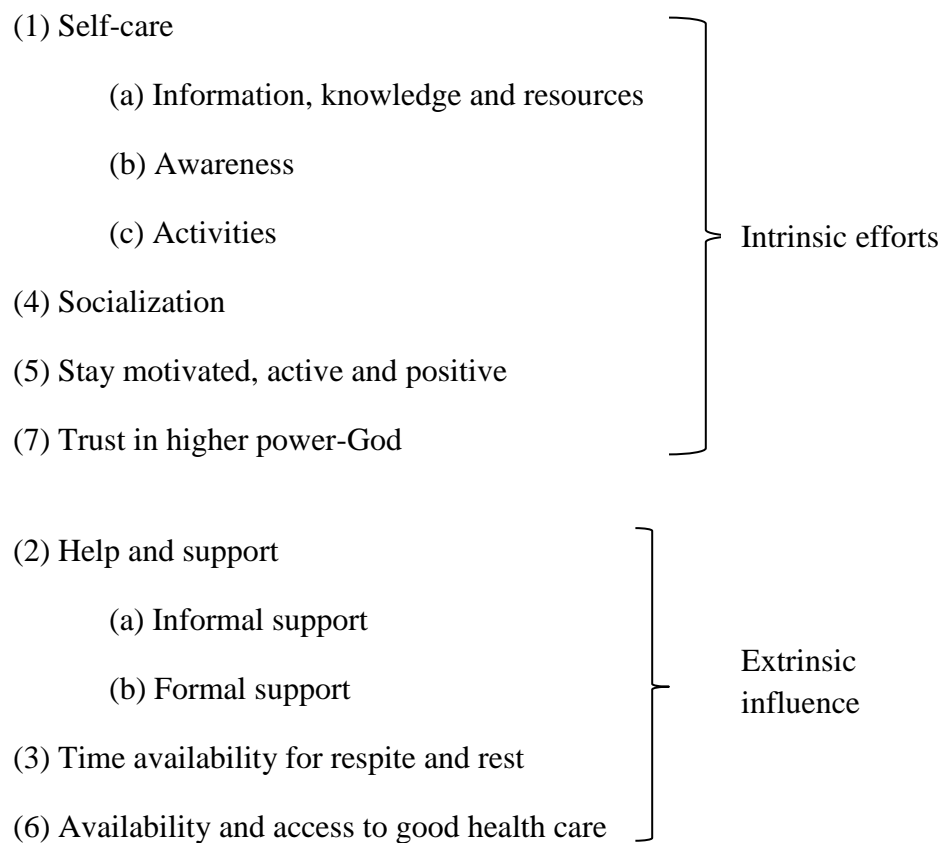 (1) Self-care
(a) Information, knowledge and resources
(b) Awareness
(c) Activities
(4) Socialization
(5) Stay motivated, active and positive
(7) Trust in higher power-God
Intrinsic efforts
(2) Help and support
(a) Informal support
(b) Formal support
(3) Time availability for respite and rest
(6) Availability and access to good health care
Extrinsic
influence